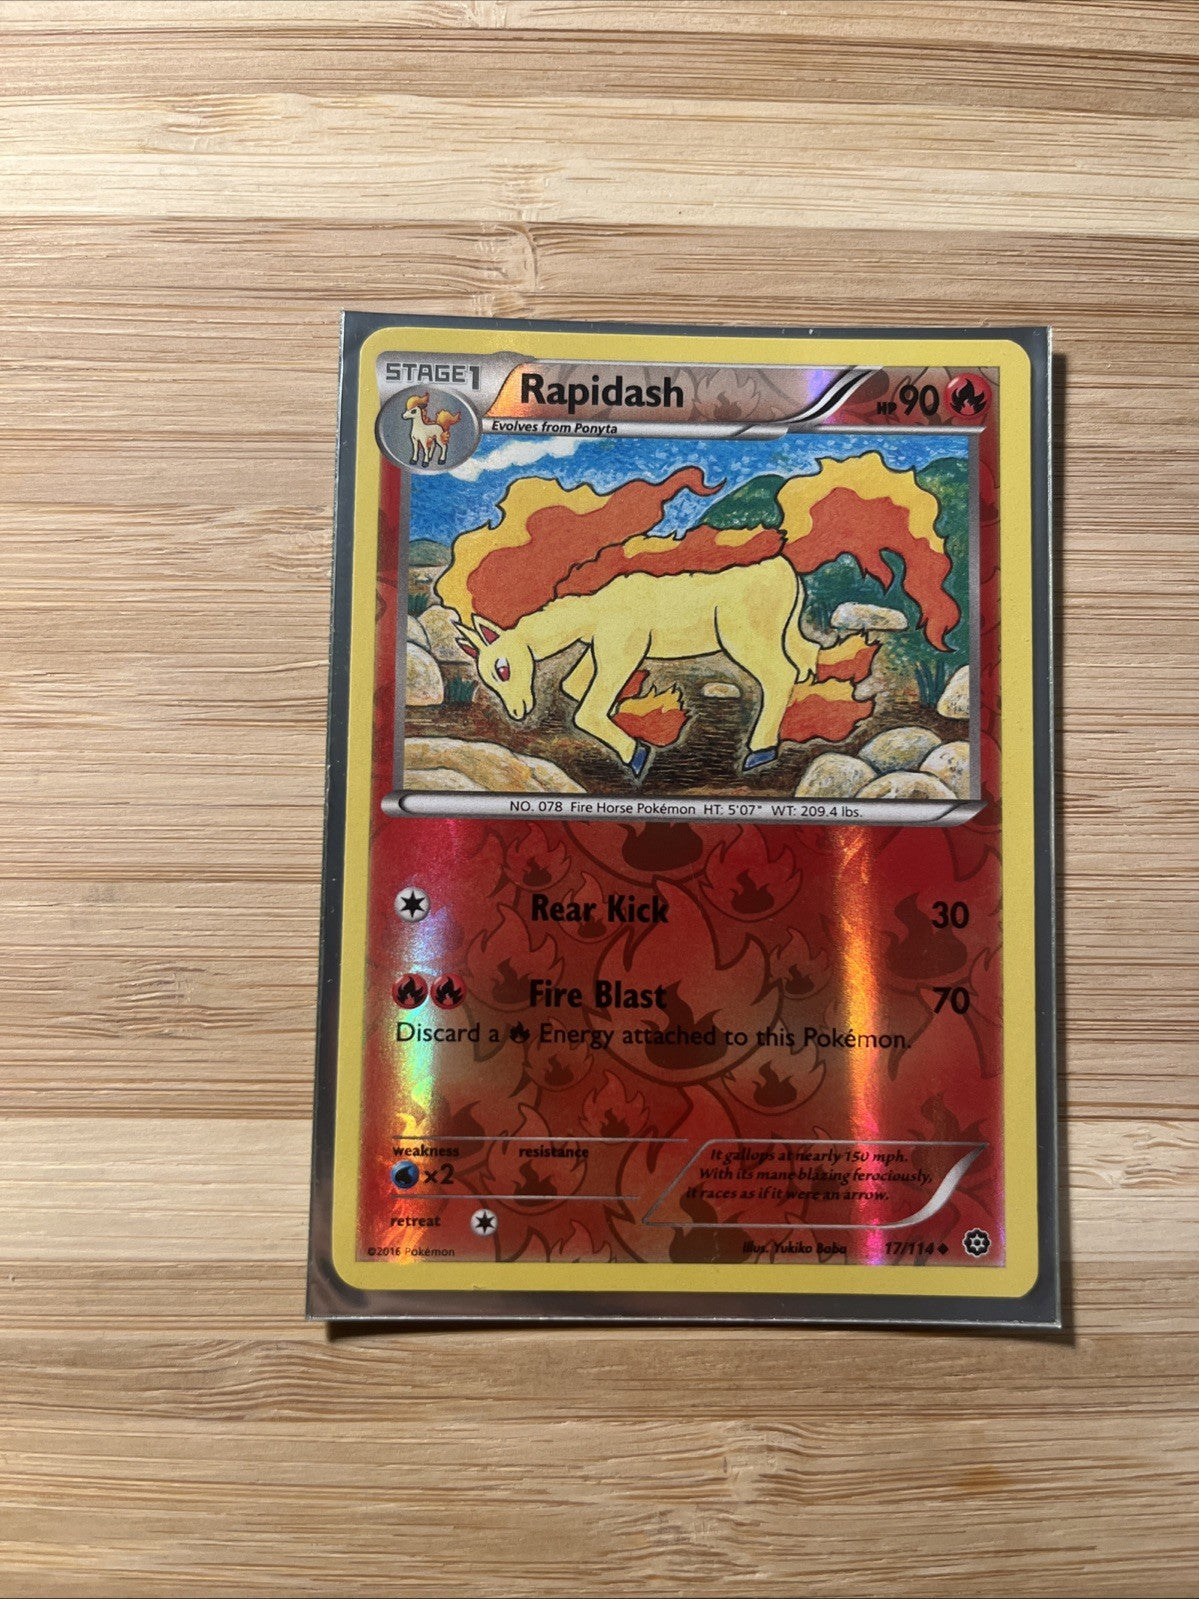 STAGE1
Rapidash
HP 90
Evolves from Ponyta
NO. 078 Fire Horse Pokémon HT: 5'07" WT: 209.4 lbs.
Rear Kick 30
Fire Blast 70
Discard a Energy attached to this Pokémon.
weakness resistance
×2
It gallops at nearly 150 mph.
With its mane blazing ferociously,
it races as if it were an arrow.
retreat
©2016 Pokémon
Illus. Yukiko Baba 17/114